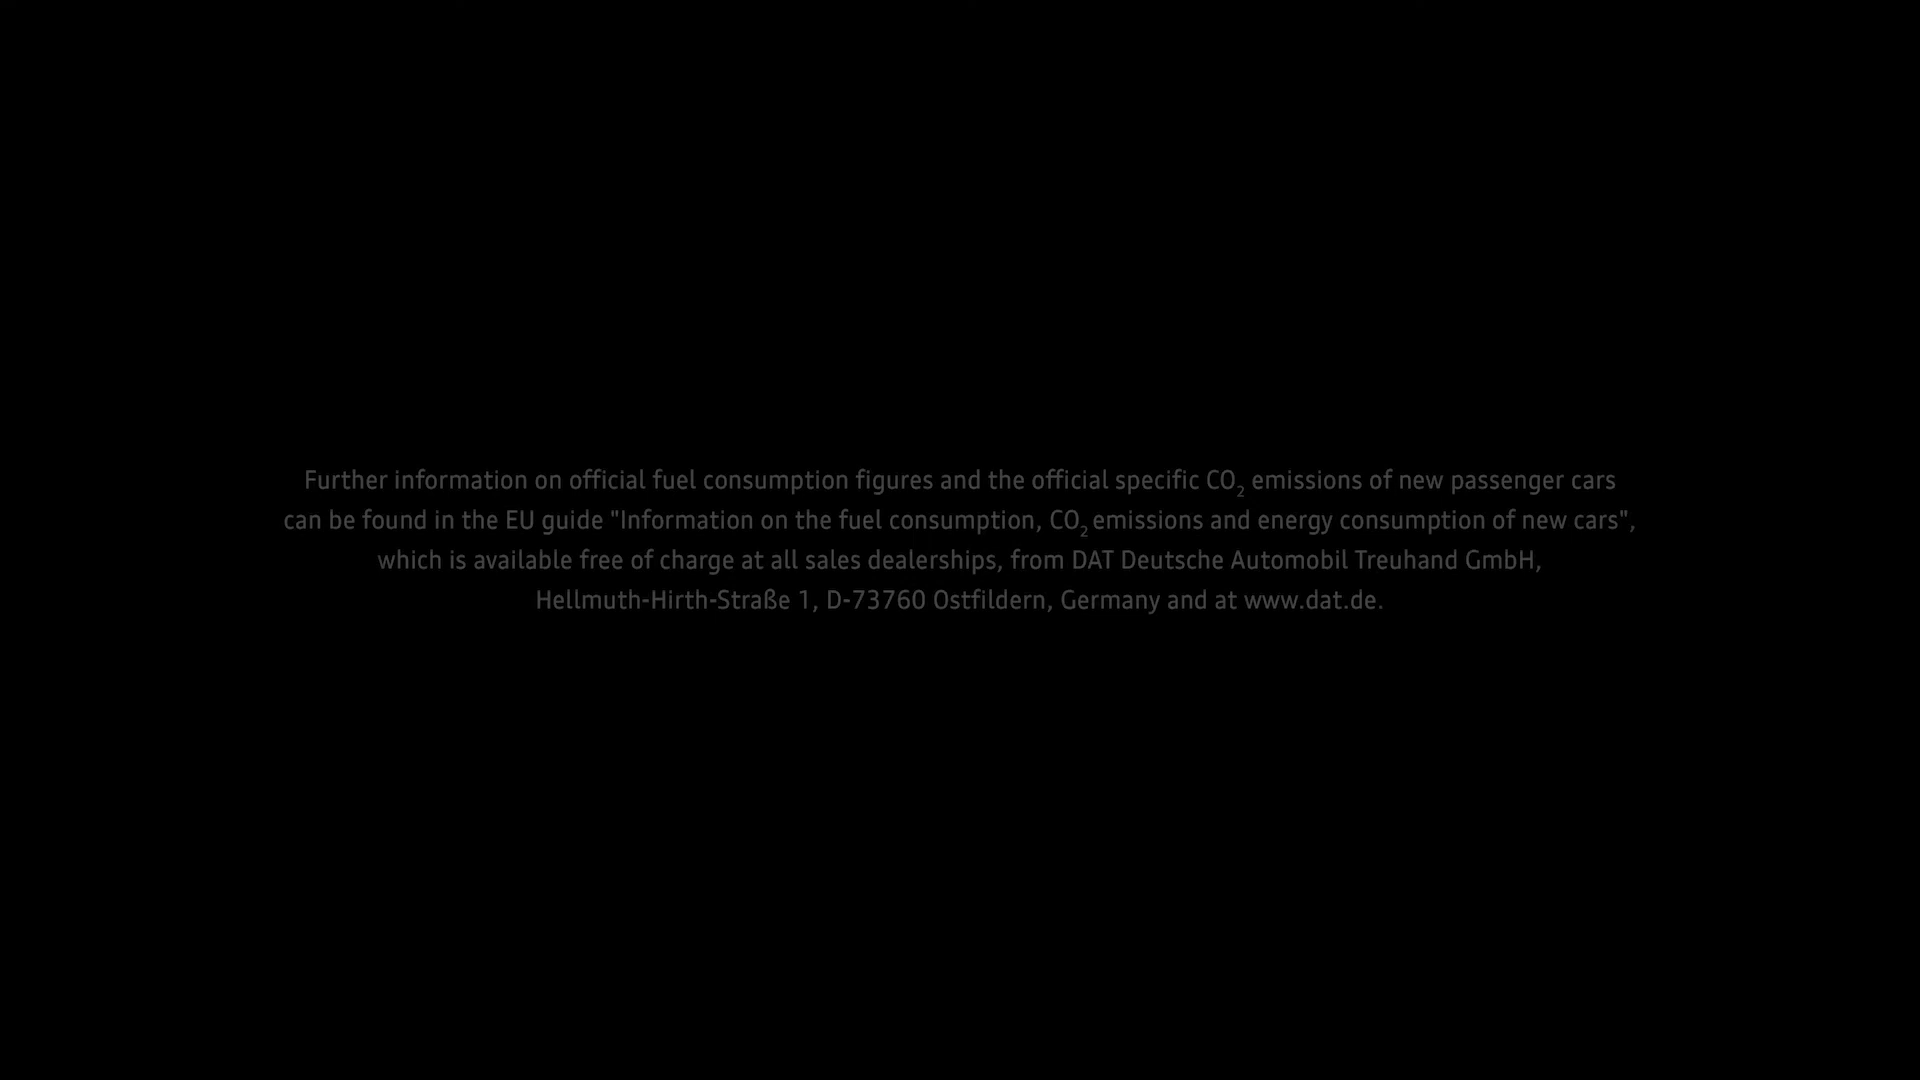 Further information on official fuel consumption figures and the official specific CO₂ emissions of new passenger cars
can be found in the EU guide "Information on the fuel consumption, CO₂ emissions and energy consumption of new cars",
which is available free of charge at all sales dealerships, from DAT Deutsche Automobil Treuhand GmbH,
Hellmuth-Hirth-Straße 1, D-73760 Ostfildern, Germany and at www.dat.de.